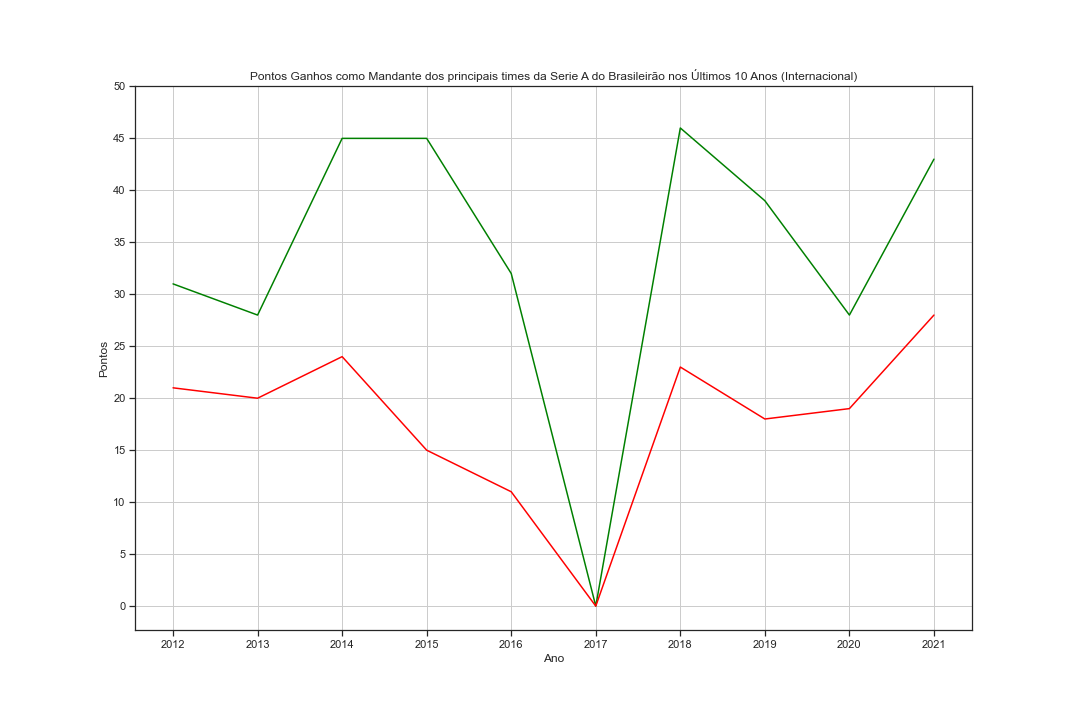 Pontos Ganhos como Mandante dos principais times da Serie A do Brasileirão nos Últimos 10 Anos (Internacional)
50
45
40
35
30
25
20
15
10
5
0
Pontos
2012 2013 2014 2015 2016 2017 2018 2019 2020 2021
Ano